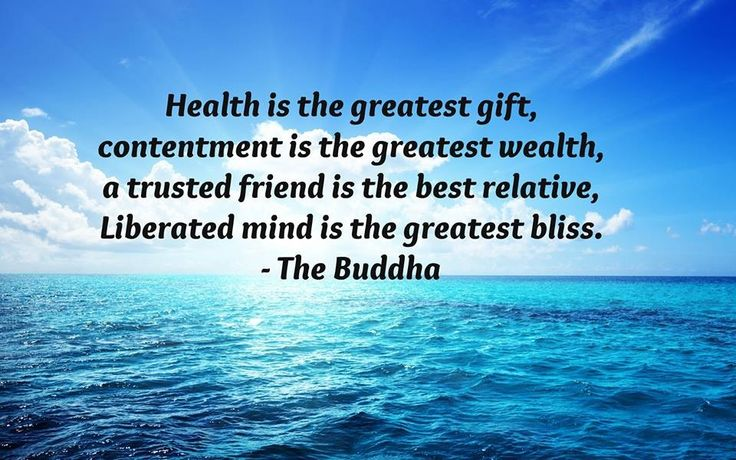 Health is the greatest gift,
contentment is the greatest wealth,
a trusted friend is the best relative,
Liberated mind is the greatest bliss.
- The Buddha